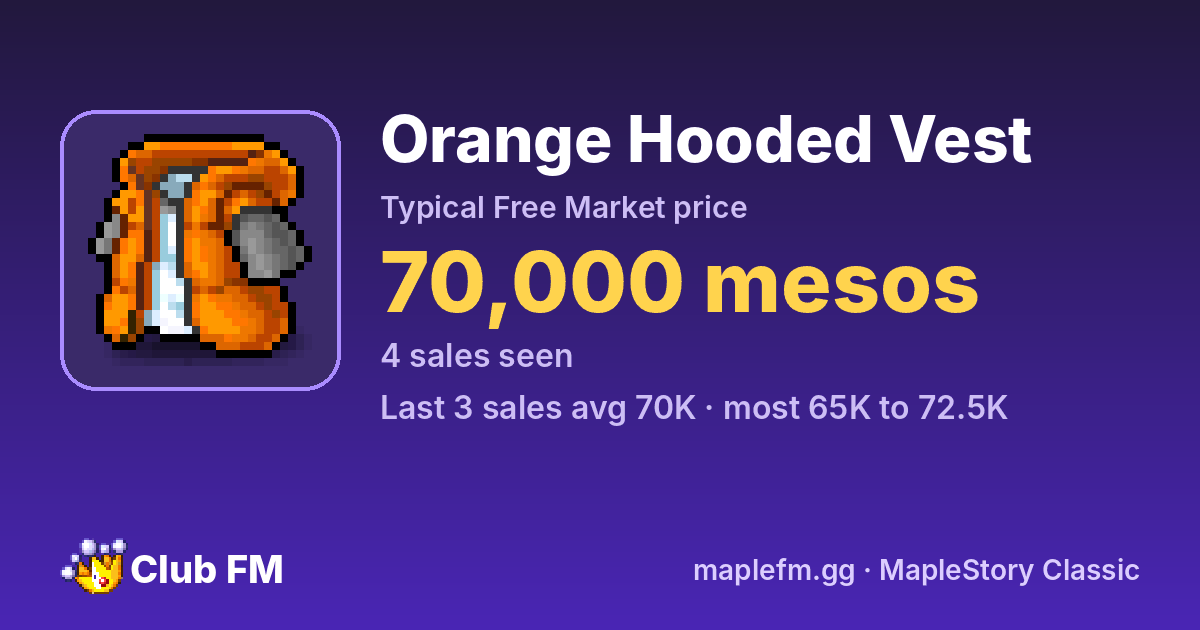 Orange Hooded Vest
Typical Free Market price
70,000 mesos
4 sales seen
Last 3 sales avg 70K · most 65K to 72.5K
Club FM
maplefm.gg · MapleStory Classic